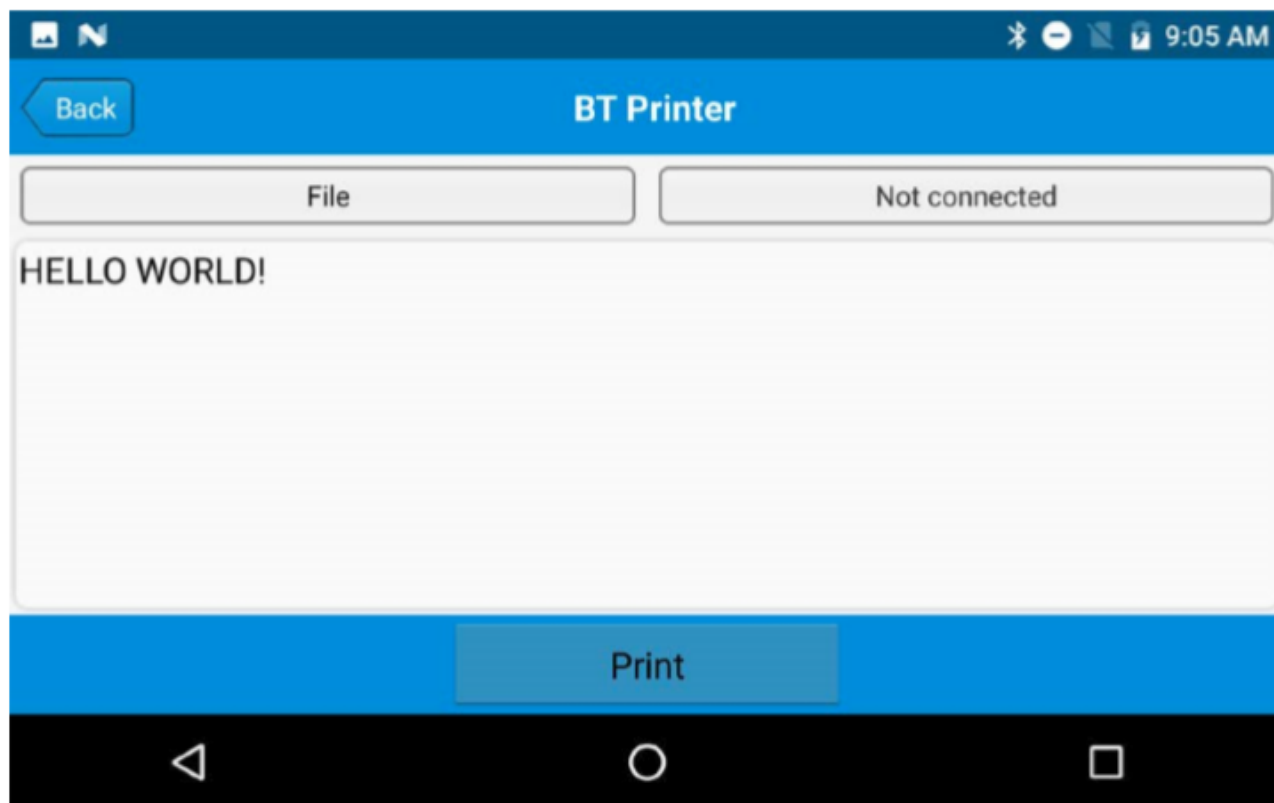 9:05 AM
Back
BT Printer
File
Not connected
HELLO WORLD!
Print